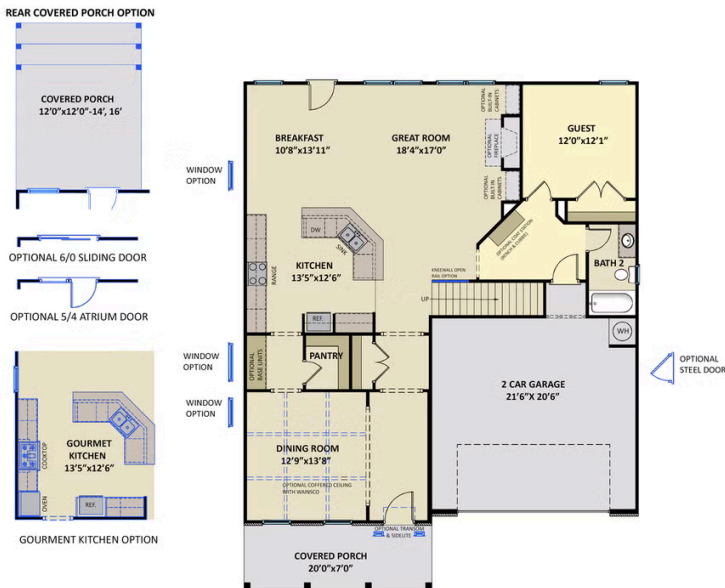 REAR COVERED PORCH OPTION
COVERED PORCH
12'0"x12'0"-14', 16'
OPTIONAL 6/0 SLIDING DOOR
OPTIONAL 5/4 ATRIUM DOOR
COOKTOP
OVEN
GOURMET
KITCHEN
13'5"x12'6"
REF.
GOURMENT KITCHEN OPTION
WINDOW
OPTION
WINDOW
OPTION
WINDOW
OPTION
BREAKFAST
10'8"x13'11"
GREAT ROOM
18'4"x17'0"
OPTIONAL
BUILT-IN
CABINETS
OPTIONAL
FIREPLACE
OPTIONAL
BUILT-IN
CABINETS
GUEST
12'0"x12'1"
OPTIONAL COAT STATION
(BENCH & CUBBIES)
BATH 2
DW
SINK
KITCHEN
13'5"x12'6"
RANGE
REF.
KNEEWALL OPEN
RAIL OPTION
UP
WH
OPTIONAL
BASE UNITS
PANTRY
2 CAR GARAGE
21'6"X 20'6"
OPTIONAL
STEEL DOOR
DINING ROOM
12'9"x13'8"
OPTIONAL COFFERED CEILING
WITH WAINSCO
OPTIONAL TRANSOM
& SIDELITE
COVERED PORCH
20'0"x7'0"